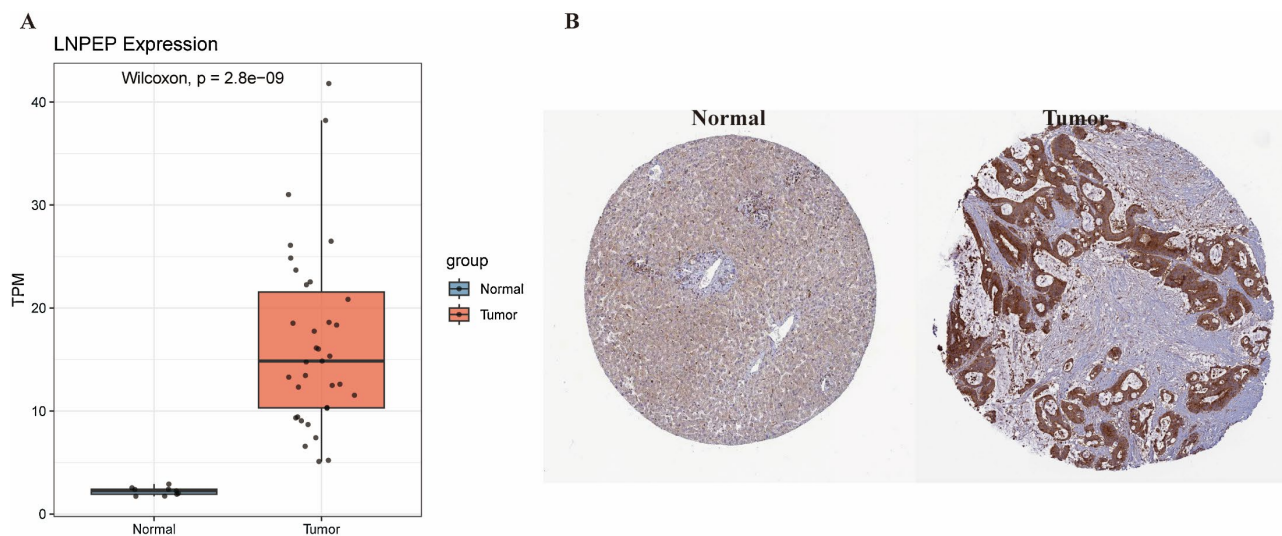 A
LNPEP Expression
Wilcoxon, p = 2.8e−09
40
30
20
10
0
TPM
Normal
Tumor
group
Normal
Tumor
B
Normal
Tumor